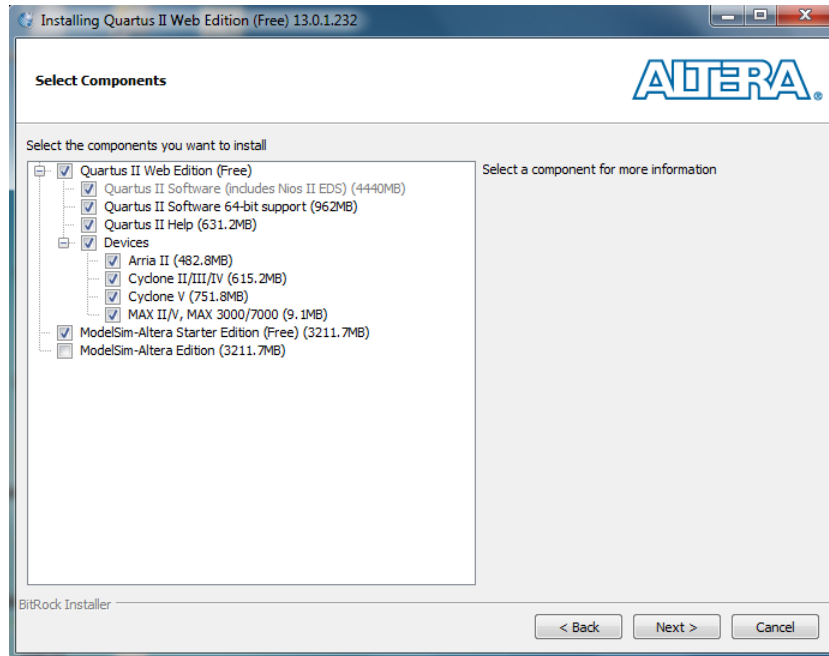 Installing Quartus II Web Edition (Free) 13.0.1.232
Select Components
ALTERA®
Select the components you want to install
Quartus II Web Edition (Free)
Select a component for more information
Quartus II Software (includes Nios II EDS) (4440MB)
Quartus II Software 64-bit support (962MB)
Quartus II Help (631.2MB)
Devices
Arria II (482.8MB)
Cyclone II/III/IV (615.2MB)
Cyclone V (751.8MB)
MAX II/V, MAX 3000/7000 (9.1MB)
ModelSim-Altera Starter Edition (Free) (3211.7MB)
ModelSim-Altera Edition (3211.7MB)
BitRock Installer
< Back Next > Cancel